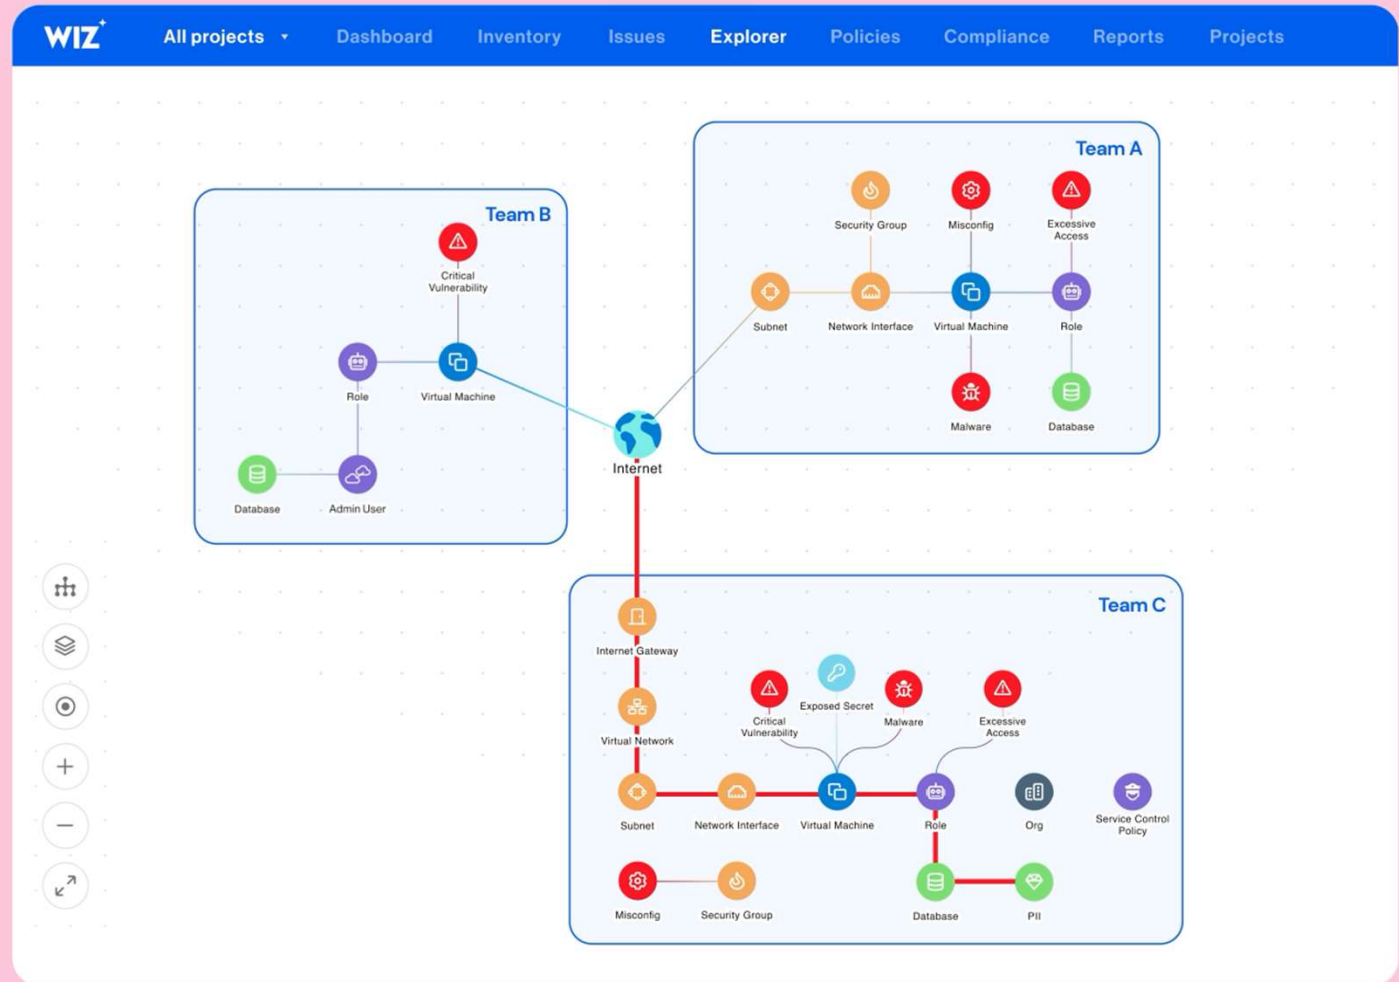 WIZ
All projects
Dashboard
Inventory
Issues
Explorer
Policies
Compliance
Reports
Projects
Team A
Security Group
Misconfig
Excessive
Access
Subnet
Network Interface
Virtual Machine
Role
Malware
Database
Team B
Critical
Vulnerability
Role
Virtual Machine
Database
Admin User
Internet
Team C
Internet Gateway
Virtual Network
Critical
Vulnerability
Exposed Secret
Malware
Excessive
Access
Subnet
Network Interface
Virtual Machine
Role
Org
Service Control
Policy
Misconfig
Security Group
Database
PII